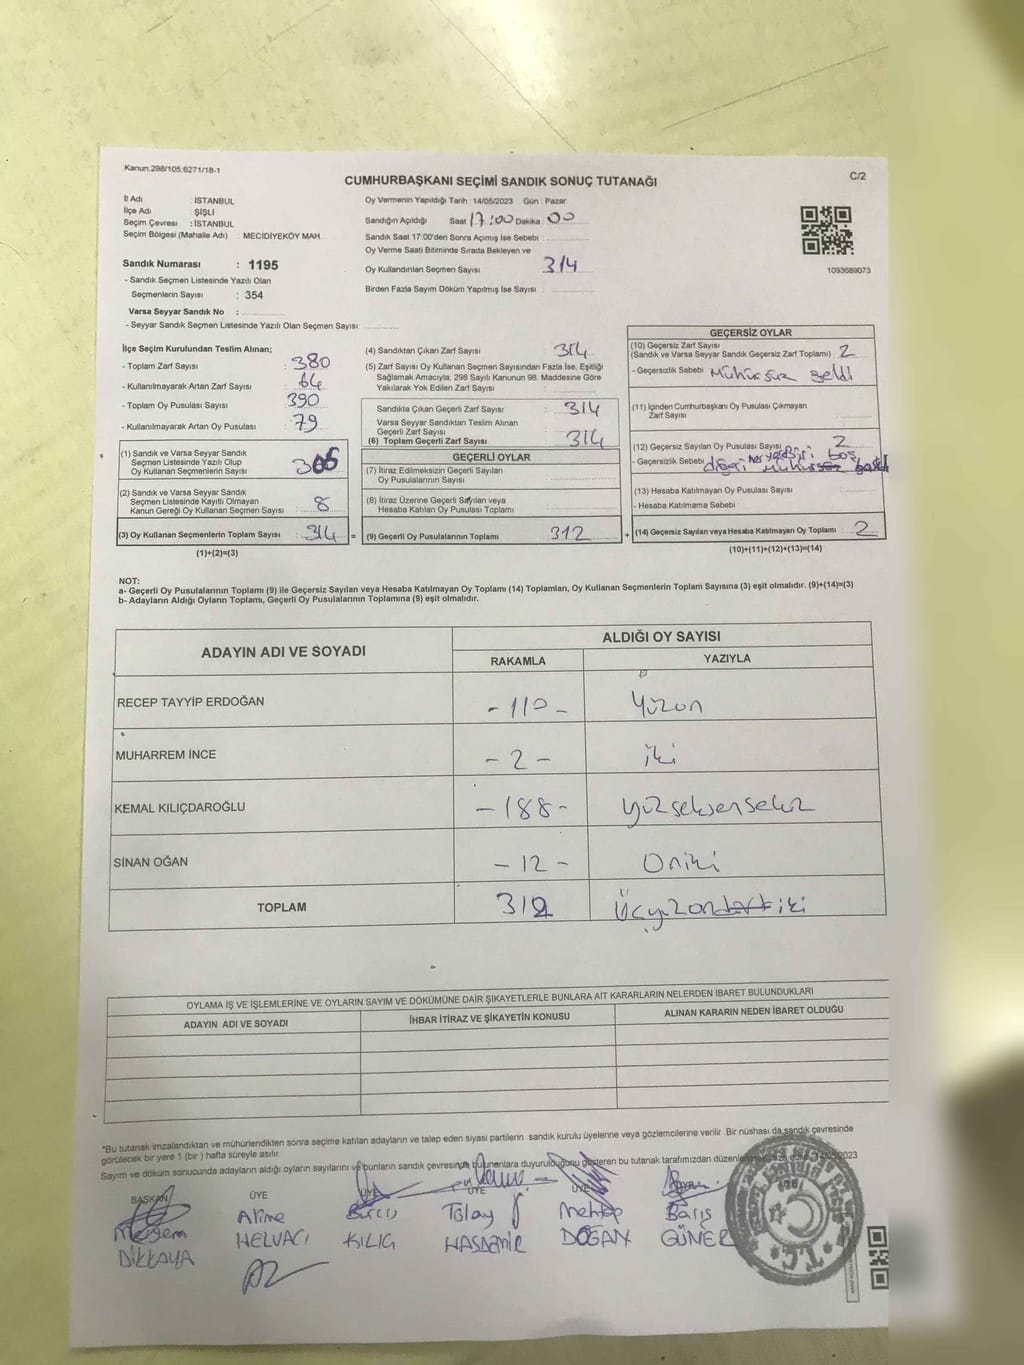 Kanun:298/105;6271/18-1
C/2
CUMHURBAŞKANI SEÇİMİ SANDIK SONUÇ TUTANAĞI
İl Adı : İSTANBUL
İlçe Adı : ŞİŞLİ
Seçim Çevresi : İSTANBUL
Seçim Bölgesi (Mahalle Adı) : MECİDİYEKÖY MAH.
Sandık Numarası : 1195
- Sandık Seçmen Listesinde Yazılı Olan
Seçmenlerin Sayısı : 354
Varsa Seyyar Sandık No :
- Seyyar Sandık Seçmen Listesinde Yazılı Olan Seçmen Sayısı:
Oy Vermenin Yapıldığı Tarih : 14/05/2023 Gün : Pazar
Sandığın Açıldığı Saat 17:00 Dakika 00
Sandık Saat 17:00'den Sonra Açımış İse Sebebi :
Oy Verme Saati Bitiminde Sırada Bekleyen ve
Oy Kullandırılan Seçmen Sayısı : 314
Birden Fazla Sayım Döküm Yapılmış İse Sayısı :
1093689073
İlçe Seçim Kurulundan Teslim Alınan;
- Toplam Zarf Sayısı : 380
- Kullanılmayarak Artan Zarf Sayısı : 64
- Toplam Oy Pusulası Sayısı : 390
- Kullanılmayarak Artan Oy Pusulası : 79
(1) Sandık ve Varsa Seyyar Sandık
Seçmen Listesinde Yazılı Olup
Oy Kullanan Seçmenlerin Sayısı : 306
(2) Sandık ve Varsa Seyyar Sandık
Seçmen Listesinde Kayıtlı Olmayan
Kanun Gereği Oy Kullanan Seçmen Sayısı : 8
(3) Oy Kullanan Seçmenlerin Toplam Sayısı : 314 =
(1)+(2)=(3)
(4) Sandıktan Çıkan Zarf Sayısı : 314
(5) Zarf Sayısı Oy Kullanan Seçmen Sayısından Fazla İse, Eşitliği
Sağlamak Amacıyla; 298 Sayılı Kanunun 98. Maddesine Göre
Yakılarak Yok Edilen Zarf Sayısı :
Sandıkta Çıkan Geçerli Zarf Sayısı : 314
Varsa Seyyar Sandıktan Teslim Alınan
Geçerli Zarf Sayısı :
(6) Toplam Geçerli Zarf Sayısı : 314
GEÇERLİ OYLAR
(7) İtiraz Edilmeksizin Geçerli Sayılan
Oy Pusulalarının Sayısı :
(8) İtiraz Üzerine Geçerli Sayılan veya
Hesaba Katılan Oy Pusulası Toplamı :
(9) Geçerli Oy Pusulalarının Toplamı : 312 +
GEÇERSİZ OYLAR
(10) Geçersiz Zarf Sayısı
(Sandık ve Varsa Seyyar Sandık Geçersiz Zarf Toplamı) : 2
- Geçersizlik Sebebi : Mühürsüz geldi
(11) İçinden Cumhurbaşkanı Oy Pusulası Çıkmayan
Zarf Sayısı
(12) Geçersiz Sayılan Oy Pusulası Sayısı : 2
- Geçersizlik Sebebi : diğeri her yeri biri boş
mühürsüz
(13) Hesaba Katılmayan Oy Pusulası Sayısı :
- Hesaba Katılmama Sebebi
(14) Geçersiz Sayılan veya Hesaba Katılmayan Oy Toplamı : 2
(10)+(11)+(12)+(13)=(14)
NOT:
a- Geçerli Oy Pusulalarının Toplamı (9) ile Geçersiz Sayılan veya Hesaba Katılmayan Oy Toplamı (14) Toplamları, Oy Kullanan Seçmenlerin Toplam Sayısına (3) eşit olmalıdır. (9)+(14)=(3)
b- Adayların Aldığı Oyların Toplamı, Geçerli Oy Pusulalarının Toplamına (9) eşit olmalıdır.
ADAYIN ADI VE SOYADI
ALDIĞI OY SAYISI
RAKAMLA YAZIYLA
RECEP TAYYİP ERDOĞAN - 110 - Yüzon
MUHARREM İNCE - 2 - iki
KEMAL KILIÇDAROĞLU - 188 - Yüzseksensekiz
SİNAN OĞAN - 12 - Oniki
TOPLAM 312 Üçyüzondört iki
OYLAMA İŞ VE İŞLEMLERİNE VE OYLARIN SAYIM VE DÖKÜMÜNE DAİR ŞİKAYETLERLE BUNLARA AİT KARARLARIN NELERDEN İBARET BULUNDUKLARI
ADAYIN ADI VE SOYADI İHBAR İTİRAZ VE ŞİKAYETİN KONUSU ALINAN KARARIN NEDEN İBARET OLDUĞU
*Bu tutanak imzalandıktan ve mühürlendikten sonra seçime katılan adayların ve talep eden siyasi partilerin sandık kurulu üyelerine veya gözlemcilerine verilir. Bir nüshası da sandık çevresinde
görülecek bir yere 1 (bir ) hafta süreyle asılır.
Sayım ve döküm sonucunda adayların aldığı oyların sayılarını ve bunların sandık çevresinde bulunanlara duyurulduğunu gösteren bu tutanak tarafımızdan düzenlenerek imza edildi. 14/05/2023
BAŞKAN ÜYE ÜYE ÜYE ÜYE ÜYE
Meryem Arime Burcu Tülay Mehtap Barış
DİKKAYA HELVACI KILIÇ DOĞAN GÜNER
T.C.